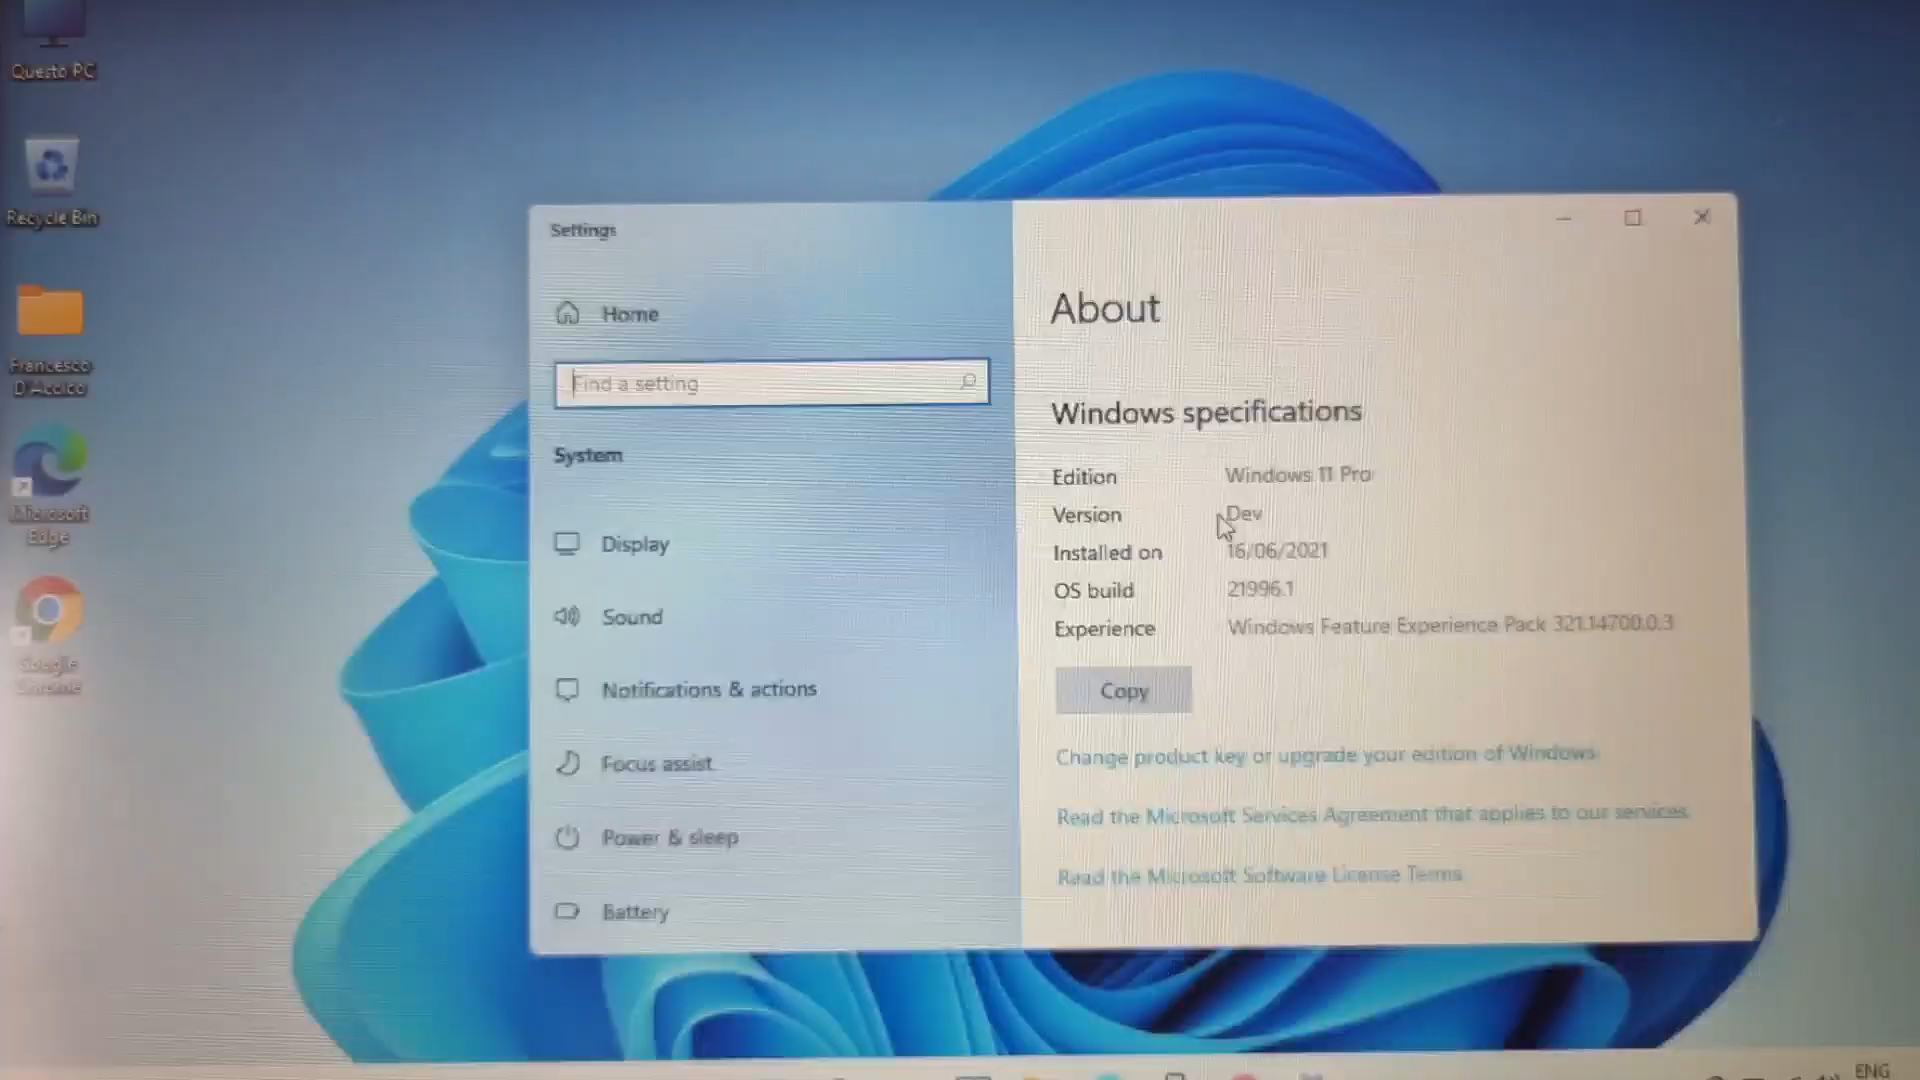 Questo PC
Recycle Bin
Francesco
Microsoft
Edge
Google
Chrome
Settings
Home
Find a setting
System
Display
Sound
Notifications & actions
Focus assist
Power & sleep
Battery
About
Windows specifications
Edition Windows 11 Pro
Version Dev
Installed on 16/06/2021
OS build 21996.1
Experience Windows Feature Experience Pack 321.14700.0.3
Copy
Change product key or upgrade your edition of Windows
Read the Microsoft Services Agreement that applies to our services
Read the Microsoft Software License Terms
ENG